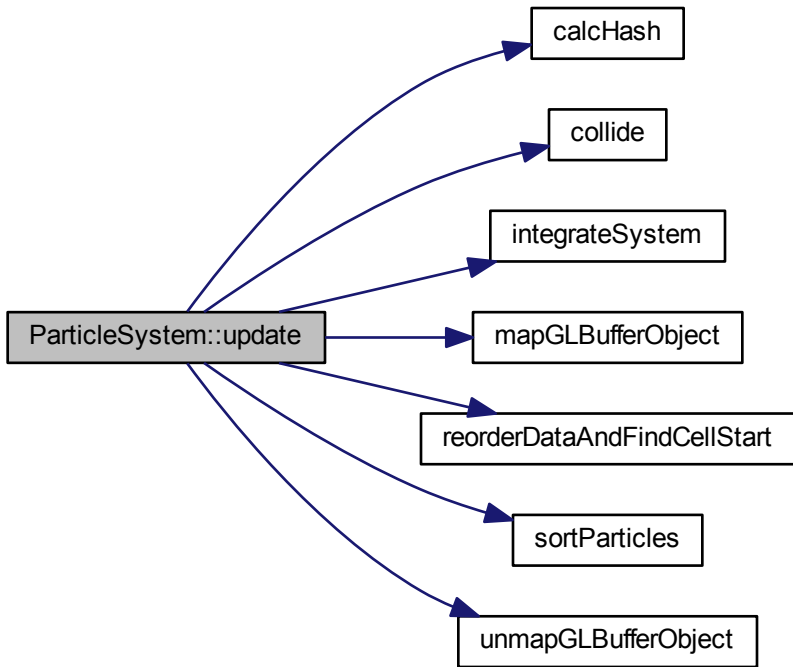 calcHash
collide
integrateSystem
ParticleSystem::update
mapGLBufferObject
reorderDataAndFindCellStart
sortParticles
unmapGLBufferObject